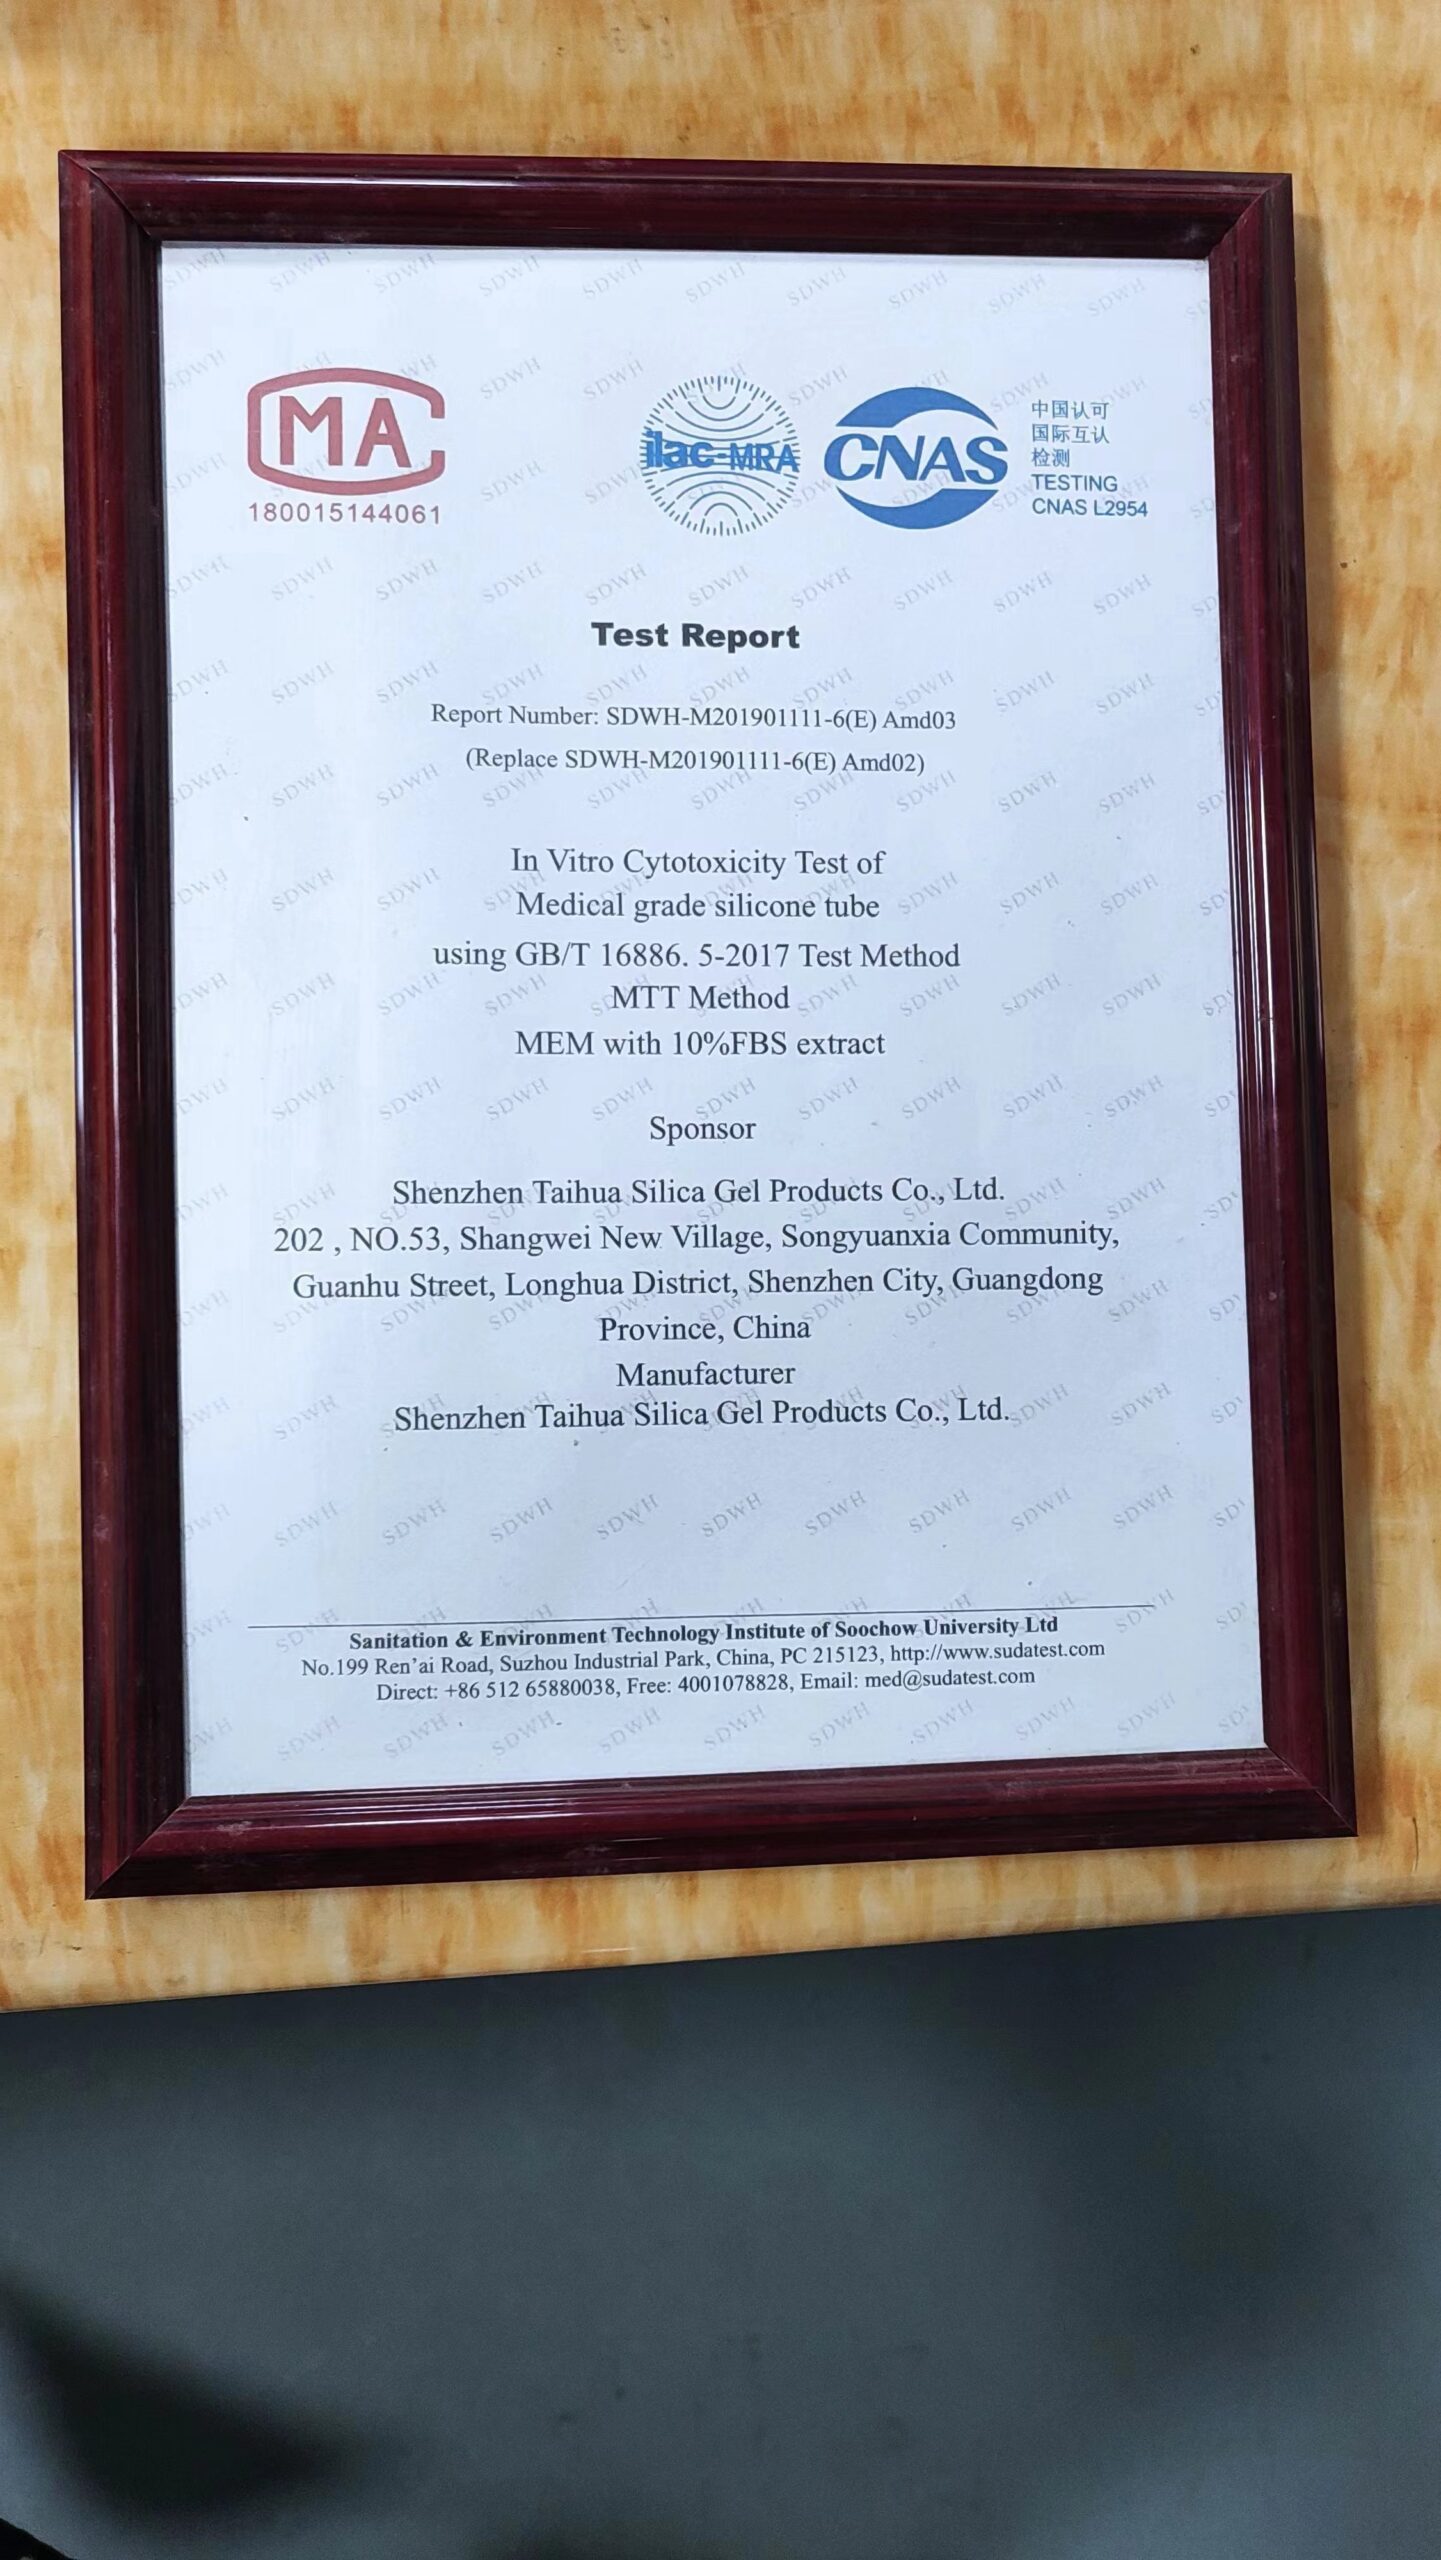 MA
180015144061
ilac-MRA
CNAS
中国认可
国际互认
检测
TESTING
CNAS L2954
Test Report
Report Number: SDWH-M201901111-6(E) Amd03
(Replace SDWH-M201901111-6(E) Amd02)
In Vitro Cytotoxicity Test of
Medical grade silicone tube
using GB/T 16886. 5-2017 Test Method
MTT Method
MEM with 10%FBS extract
Sponsor
Shenzhen Taihua Silica Gel Products Co., Ltd.
202 , NO.53, Shangwei New Village, Songyuanxia Community,
Guanhu Street, Longhua District, Shenzhen City, Guangdong
Province, China
Manufacturer
Shenzhen Taihua Silica Gel Products Co., Ltd.
Sanitation & Environment Technology Institute of Soochow University Ltd
No.199 Ren’ai Road, Suzhou Industrial Park, China, PC 215123, http://www.sudatest.com
Direct: +86 512 65880038, Free: 4001078828, Email: med@sudatest.com
SDWH